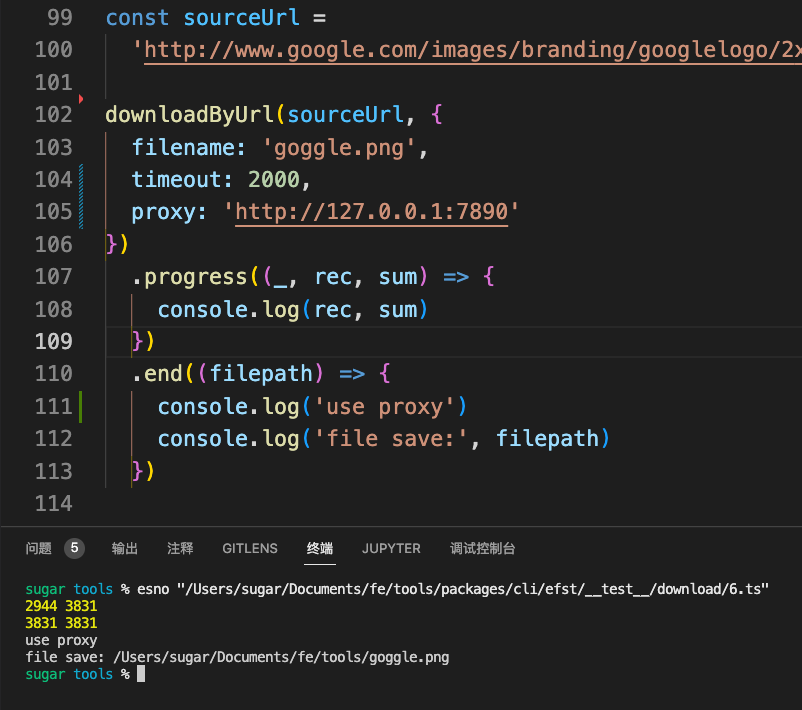 99 const sourceUrl =
100 'http://www.google.com/images/branding/googlelogo/2x
101
102 downloadByUrl(sourceUrl, {
103 filename: 'goggle.png',
104 timeout: 2000,
105 proxy: 'http://127.0.0.1:7890'
106 })
107 .progress((_, rec, sum) => {
108 console.log(rec, sum)
109 })
110 .end((filepath) => {
111 console.log('use proxy')
112 console.log('file save:', filepath)
113 })
114
问题 5 输出 注释 GITLENS 终端 JUPYTER 调试控制台
sugar tools % esno "/Users/sugar/Documents/fe/tools/packages/cli/efst/__test__/download/6.ts"
2944 3831
3831 3831
use proxy
file save: /Users/sugar/Documents/fe/tools/goggle.png
sugar tools %